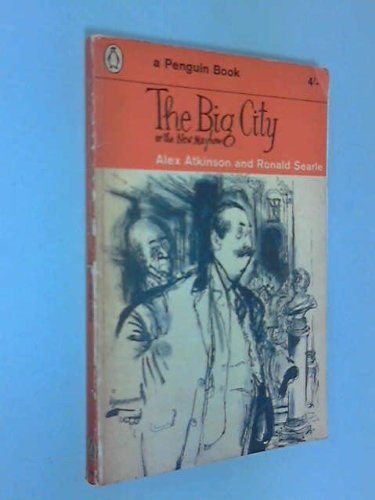 a Penguin Book
4/-
The Big City
or the New Mayhew
Alex Atkinson and Ronald Searle